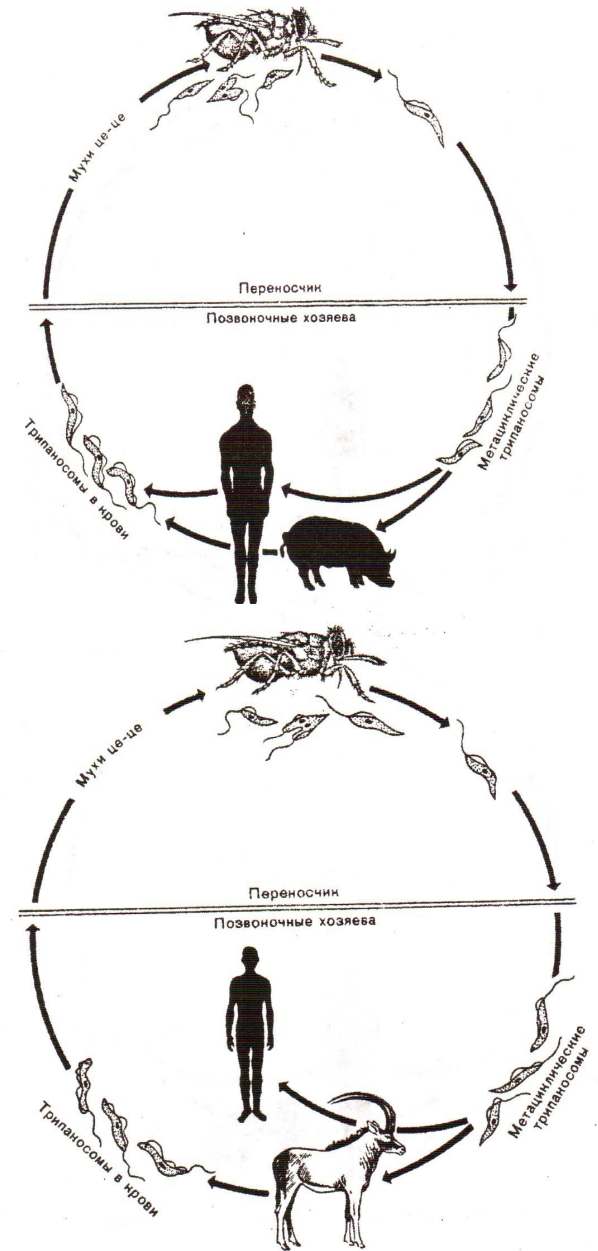 Мухи це-це
Переносчик
Позвоночные хозяева
Метациклические
трипаносомы
Трипаносомы в крови
Мухи це-це
Переносчик
Позвоночные хозяева
Метациклические
трипаносомы
Трипаносомы в крови